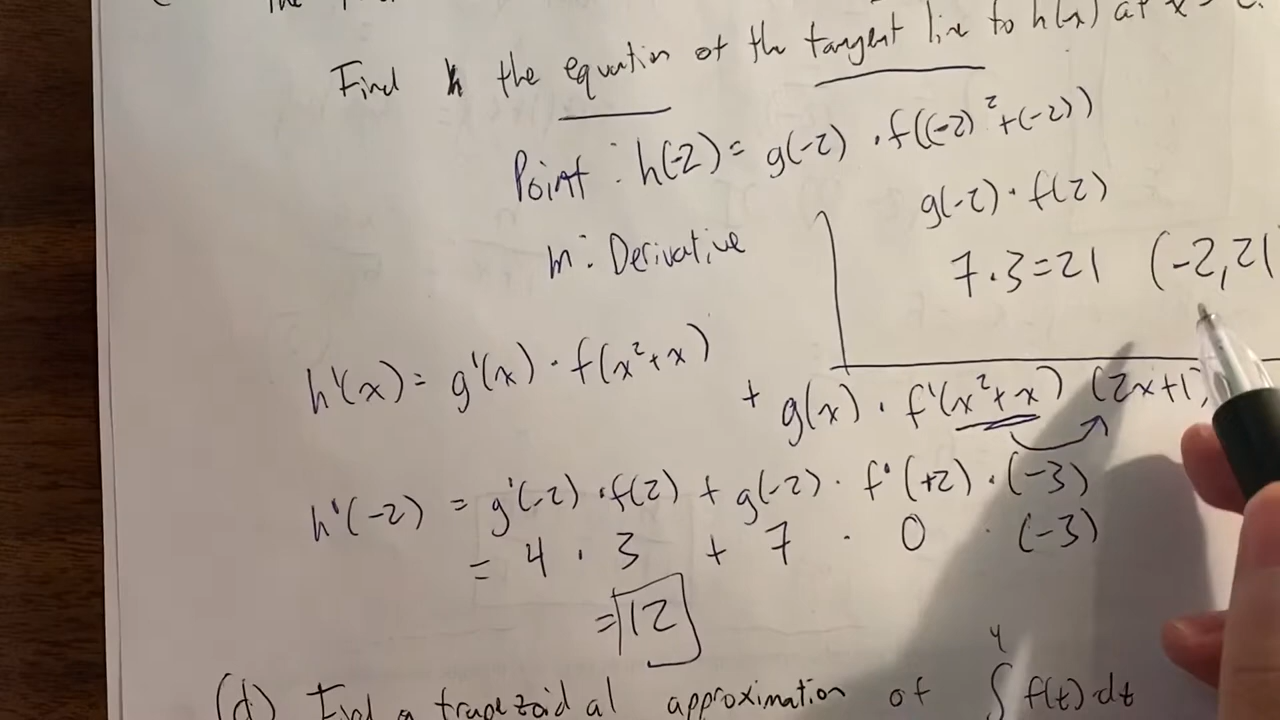 the
Find the equation of the tangent line to h(x) at x =
Point : h(-2) = g(-2) · f((-2)²+(-2))
g(-2) · f(2)
7 · 3 = 21 (-2, 21
m: Derivative
h'(x) = g'(x) · f(x²+x)
+ g(x) · f'(x²+x) (2x+1)
h'(-2) = g'(-2) · f(2) + g(-2) · f'(+2) · (-3)
= 4 · 3 + 7 · 0 · (-3)
= 12
(d) Find a trapezoidal approximation of ∫⁴ f(t) dt